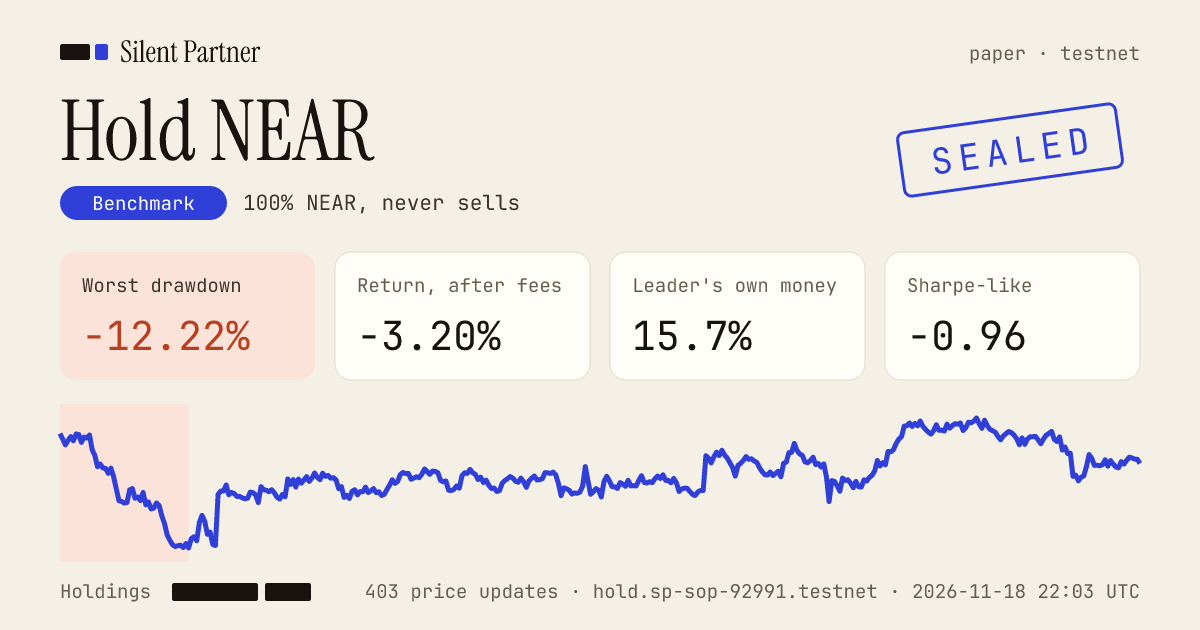 Silent Partner
paper · testnet
Hold NEAR
SEALED
Benchmark
100% NEAR, never sells
Worst drawdown
-12.22%
Return, after fees
-3.20%
Leader's own money
15.7%
Sharpe-like
-0.96
Holdings
403 price updates · hold.sp-sop-92991.testnet · 2026-11-18 22:03 UTC